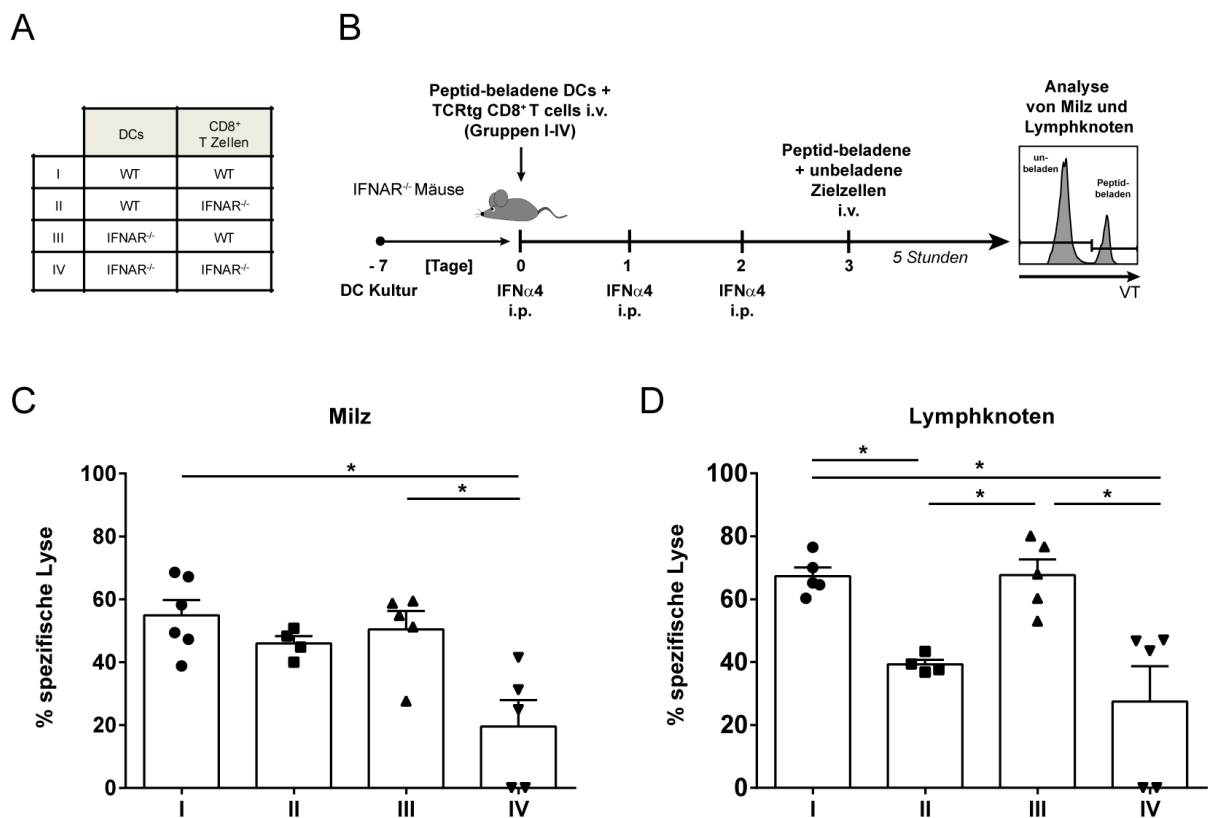 A
DCs
CD8+
T Zellen
I
WT
WT
II
WT
IFNAR-/-
III
IFNAR-/-
WT
IV
IFNAR-/-
IFNAR-/-
B
Peptid-beladene DCs +
TCRtg CD8+ T cells i.v.
(Gruppen I-IV)
IFNAR-/- Mäuse
Peptid-beladene
+ unbeladene
Zielzellen
i.v.
Analyse
von Milz und
Lymphknoten
un-
beladen
Peptid-
beladen
VT
- 7 [Tage] 0 1 2 3 5 Stunden
DC Kultur
IFNα4
i.p.
IFNα4
i.p.
IFNα4
i.p.
C
Milz
% spezifische Lyse
100
80
60
40
20
0
*
*
I II III IV
D
Lymphknoten
% spezifische Lyse
100
80
60
40
20
0
*
*
*
*
I II III IV